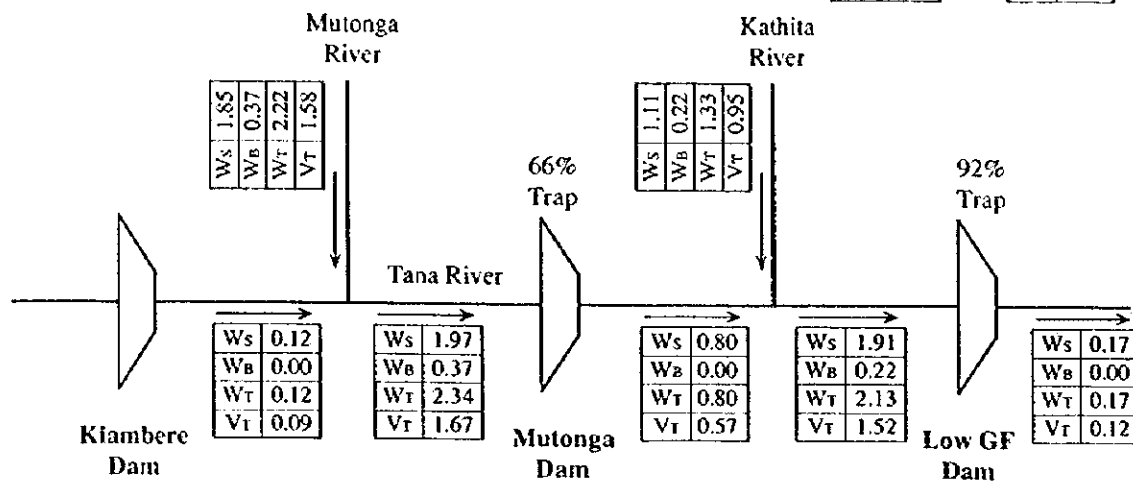 Mutonga
River
Ws 1.85
WB 0.37
WT 2.22
VT 1.58
Kathita
River
Ws 1.11
WB 0.22
WT 1.33
VT 0.95
66%
Trap
92%
Trap
Tana River
Ws 0.12
WB 0.00
WT 0.12
VT 0.09
Ws 1.97
WB 0.37
WT 2.34
VT 1.67
Ws 0.80
WB 0.00
WT 0.80
VT 0.57
Ws 1.91
WB 0.22
WT 2.13
VT 1.52
Ws 0.17
WB 0.00
WT 0.17
VT 0.12
Kiambere
Dam
Mutonga
Dam
Low GF
Dam